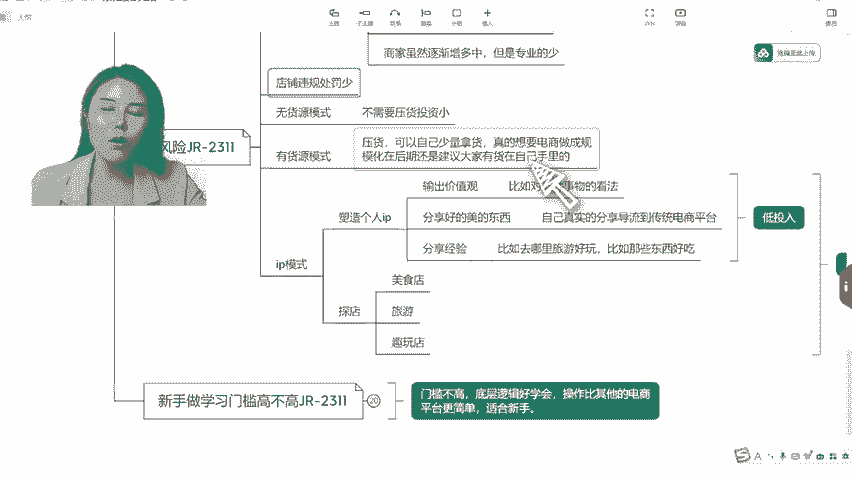 商家虽然逐渐增多中，但是专业的少
店铺违规处罚少
无货源模式
不需要压货投资小
风险JR-2311
有货源模式
压货，可以自己少量拿货，真的想要电商做成规
模化在后期还是建议大家有货在自己手里的
输出价值观
比如对
事物的看法
塑造个人ip
分享好的美的东西
自己真实的分享导流到传统电商平台
低投入
分享经验
比如去哪里旅游好玩，比如那些东西好吃
ip模式
美食店
探店
旅游
趣玩店
新手做学习门槛高不高JR-2311
20
门槛不高，底层逻辑好学会，操作比其他的电商
平台更简单，适合新手。